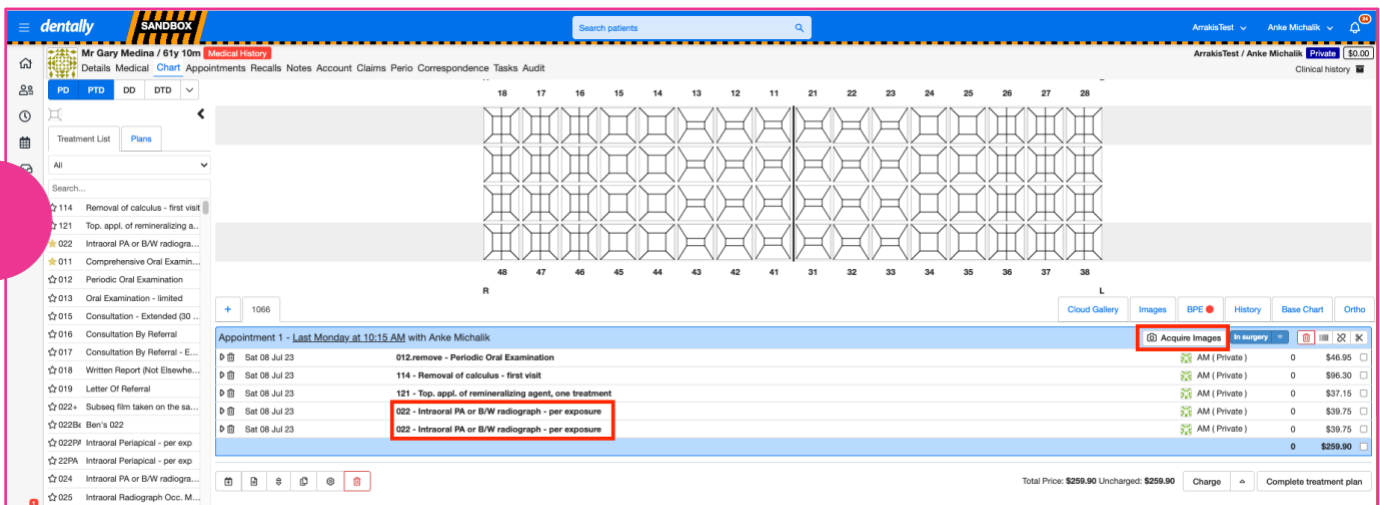 dentally SANDBOX Search patients ArrakisTest Anke Michalik 24
Mr Gary Medina / 61y 10m Medical History ArrakisTest / Anke Michalik Private $0.00
Details Medical Chart Appointments Recalls Notes Account Claims Perio Correspondence Tasks Audit Clinical history
PD PTD DD DTD
18 17 16 15 14 13 12 11 21 22 23 24 25 26 27 28
Treatment List Plans
All
Search...
114 Removal of calculus - first visit
121 Top. appl. of remineralizing a...
022 Intraoral PA or B/W radiogra...
011 Comprehensive Oral Examin...
012 Periodic Oral Examination
013 Oral Examination - limited
015 Consultation - Extended (30 ...
016 Consultation By Referral
017 Consultation By Referral - E...
018 Written Report (Not Elsewhe...
019 Letter Of Referral
022+ Subseq film taken on the sa...
022Be Ben's 022
022PA Intraoral Periapical - per exp
22PA Intraoral Periapical - per exp
024 Intraoral PA or B/W radiogra...
025 Intraoral Radiograph Occ. M...
1
48 47 46 45 44 43 42 41 31 32 33 34 35 36 37 38
R L
+ 1066 Cloud Gallery Images BPE History Base Chart Ortho
Appointment 1 - Last Monday at 10:15 AM with Anke Michalik Acquire Images In surgery
Sat 08 Jul 23 012.remove - Periodic Oral Examination AM ( Private ) 0 $46.95
Sat 08 Jul 23 114 - Removal of calculus - first visit AM ( Private ) 0 $96.30
Sat 08 Jul 23 121 - Top. appl. of remineralizing agent, one treatment AM ( Private ) 0 $37.15
Sat 08 Jul 23 022 - Intraoral PA or B/W radiograph - per exposure AM ( Private ) 0 $39.75
Sat 08 Jul 23 022 - Intraoral PA or B/W radiograph - per exposure AM ( Private ) 0 $39.75
0 $259.90
Total Price: $259.90 Uncharged: $259.90 Charge Complete treatment plan